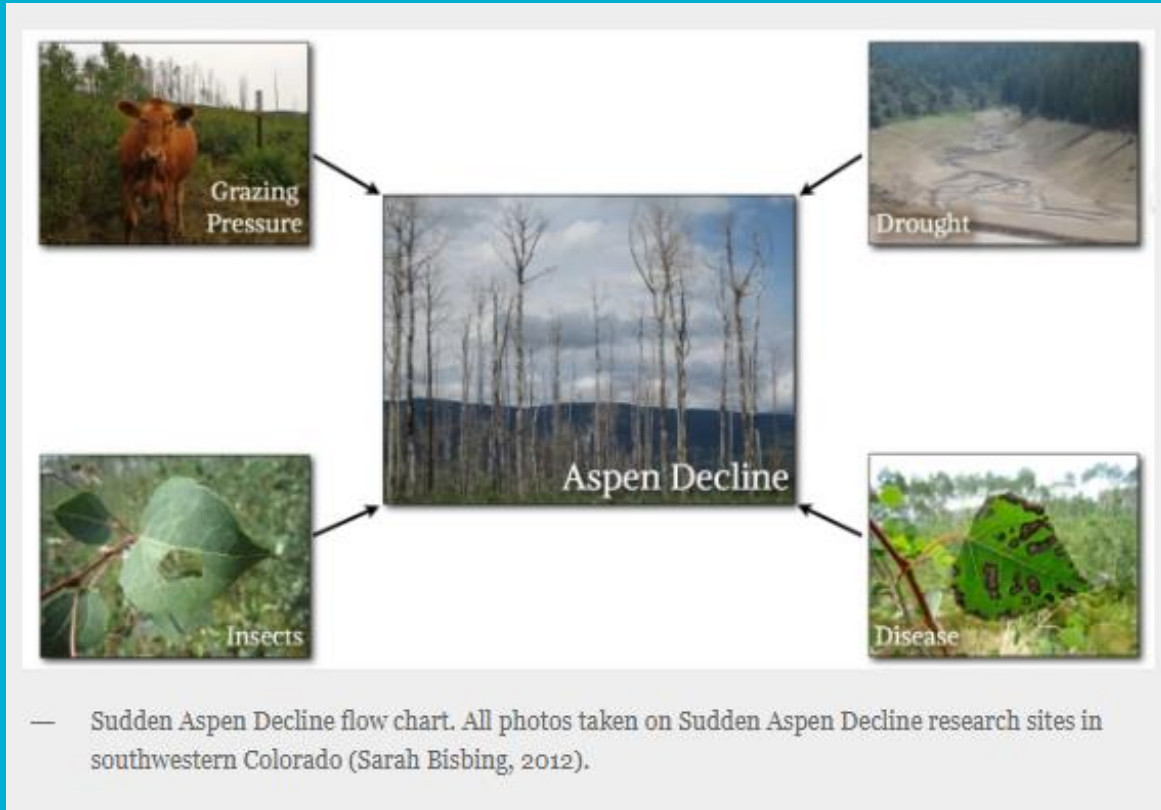 Grazing
Pressure
Drought
Aspen Decline
Insects
Disease
— Sudden Aspen Decline flow chart. All photos taken on Sudden Aspen Decline research sites in
southwestern Colorado (Sarah Bisbing, 2012).